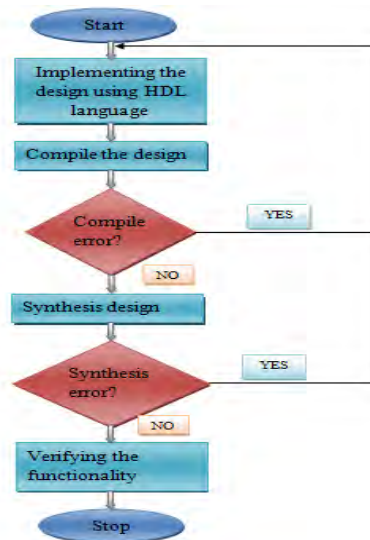 Start
Implementing the
design using HDL
language
Compile the design
Compile
error?
YES
NO
Synthesis design
Synthesis
error?
YES
NO
Verifying the
functionality
Stop